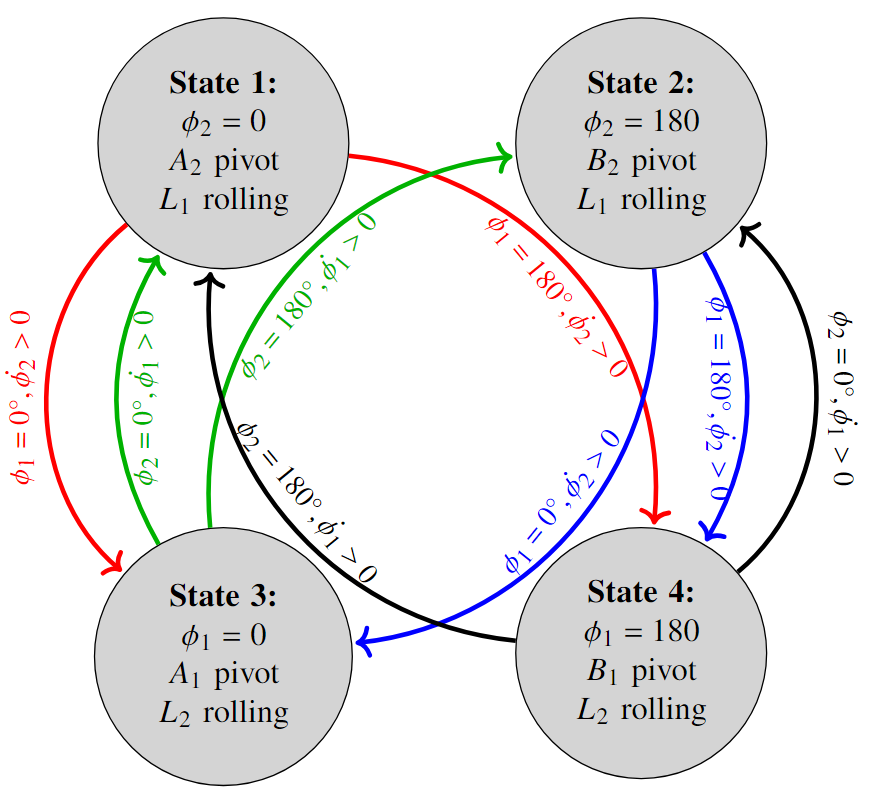 State 1:
ϕ₂ = 0
A₂ pivot
L₁ rolling
State 2:
ϕ₂ = 180
B₂ pivot
L₁ rolling
ϕ₁ = 0°, ϕ̇₂ > 0
ϕ₂ = 0°, ϕ̇₁ > 0
ϕ₂ = 180°, ϕ̇₁ > 0
ϕ₁ = 180°, ϕ̇₂ > 0
ϕ₁ = 180°, ϕ̇₂ > 0
ϕ₂ = 0°, ϕ̇₁ > 0
ϕ₂ = 180°, ϕ̇₁ > 0
ϕ₁ = 0°, ϕ̇₂ > 0
State 3:
ϕ₁ = 0
A₁ pivot
L₂ rolling
State 4:
ϕ₁ = 180
B₁ pivot
L₂ rolling